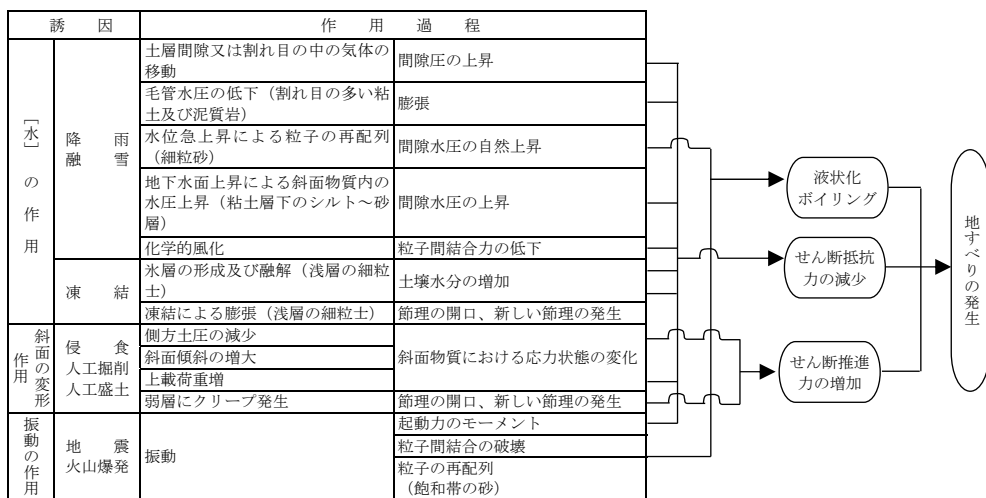 誘因
作用過程
[水]の作用
降雨
融雪
土層間隙又は割れ目の中の気体の
移動
間隙圧の上昇
毛管水圧の低下（割れ目の多い粘
土及び泥質岩）
膨張
水位急上昇による粒子の再配列
（細粒砂）
間隙水圧の自然上昇
地下水面上昇による斜面物質内の
水圧上昇（粘土層下のシルト～砂
層）
間隙水圧の上昇
化学的風化
粒子間結合力の低下
凍結
氷層の形成及び融解（浅層の細粒
士）
土壌水分の増加
凍結による膨張（浅層の細粒士）
節理の開口、新しい節理の発生
斜面の変形
作用
侵食
人工掘削
人工盛土
側方土圧の減少
斜面傾斜の増大
上載荷重増
斜面物質における応力状態の変化
弱層にクリープ発生
節理の開口、新しい節理の発生
振動の作用
地震
火山爆発
振動
起動力のモーメント
粒子間結合の破壊
粒子の再配列
（飽和帯の砂）
液状化
ボイリング
せん断抵抗
力の減少
せん断推進
力の増加
地すべりの発生